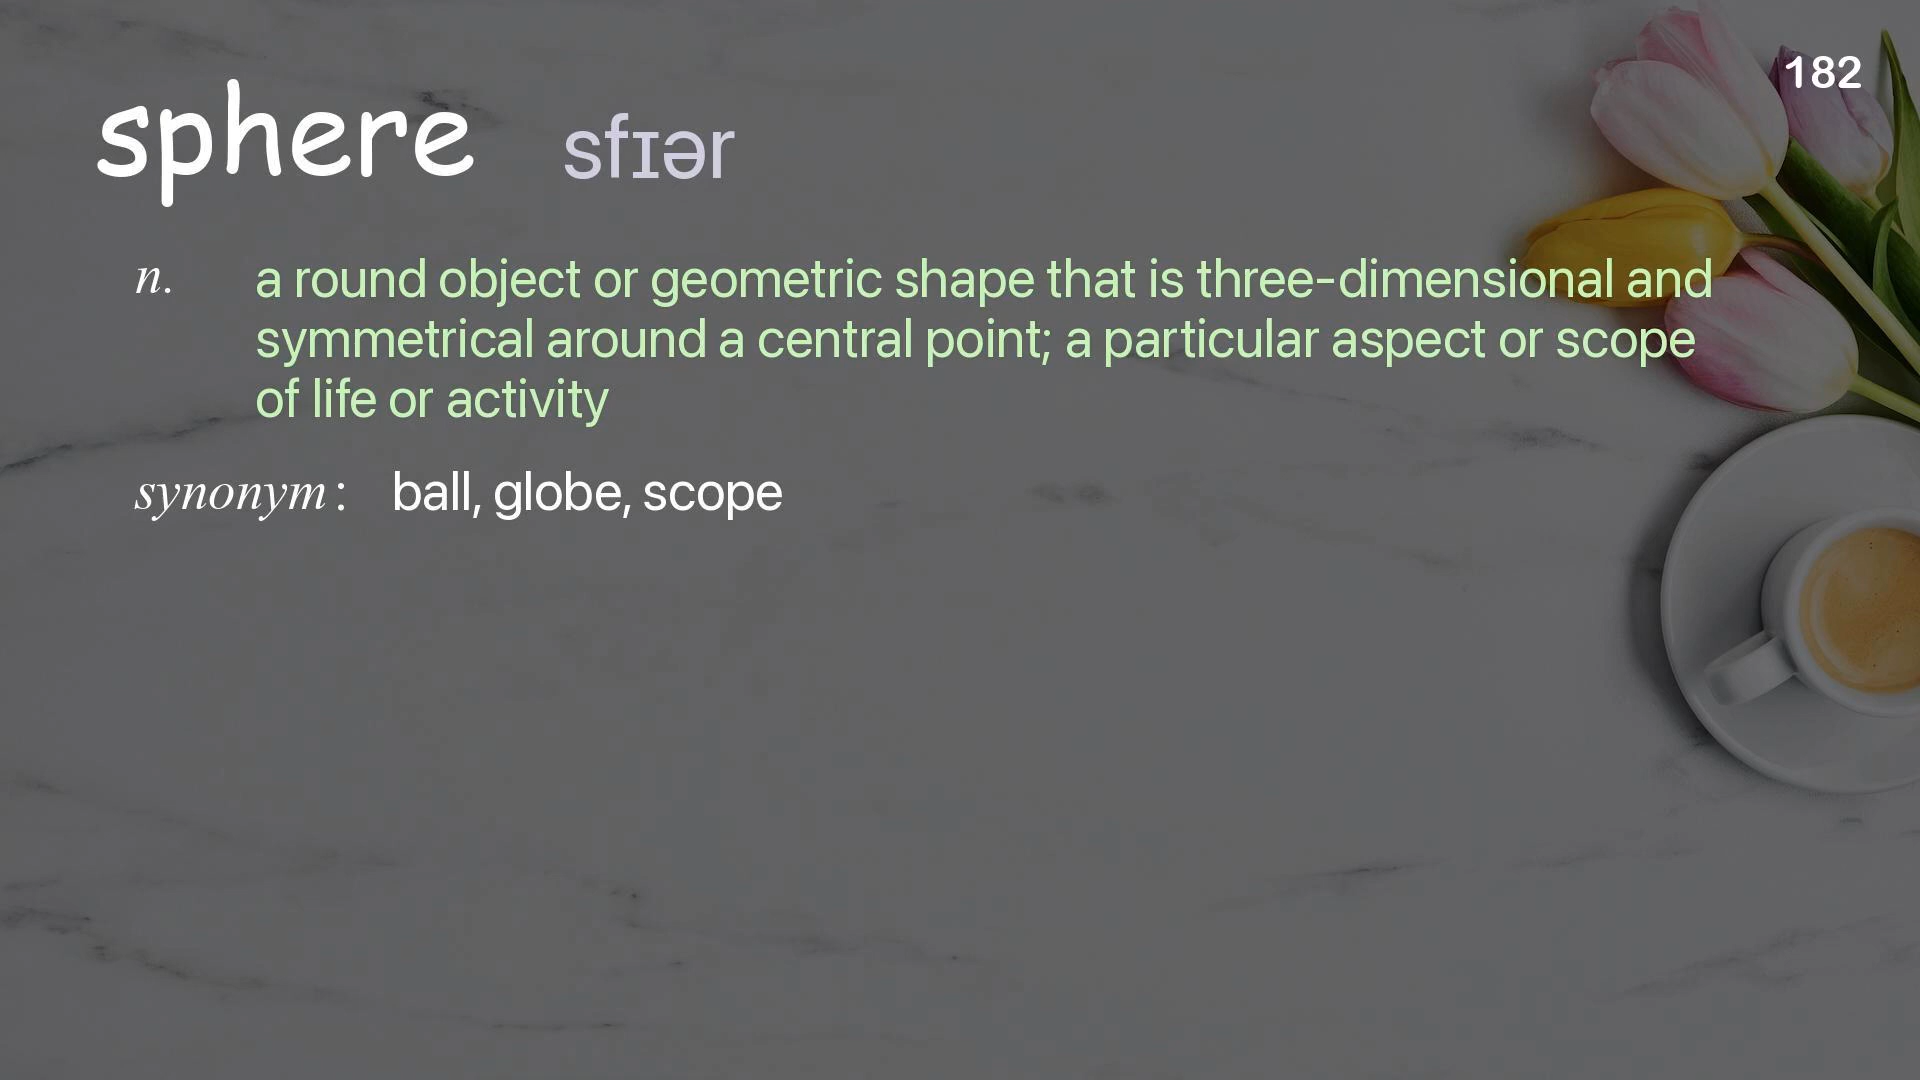 182
sphere sfɪər
n. a round object or geometric shape that is three-dimensional and
symmetrical around a central point; a particular aspect or scope
of life or activity
synonym: ball, globe, scope